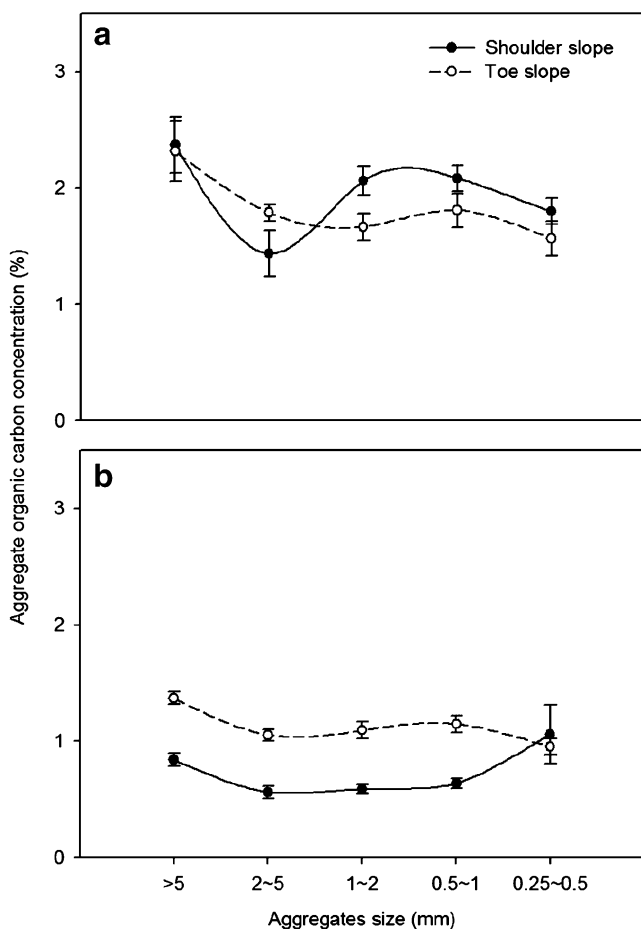 a
Shoulder slope
Toe slope
3
2
1
0
b
3
2
1
0
Aggregate organic carbon concentration (%)
>5 2~5 1~2 0.5~1 0.25~0.5
Aggregates size (mm)